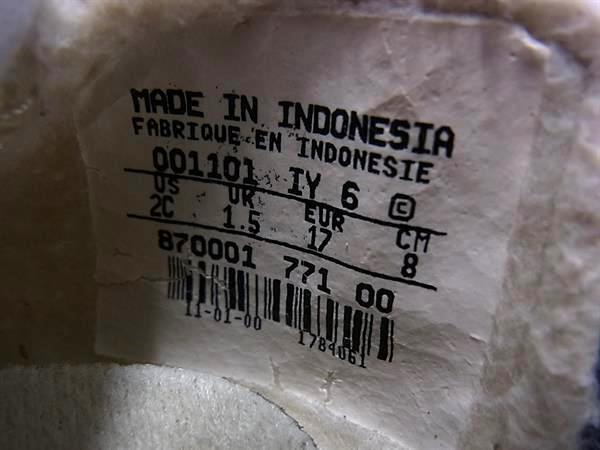 MADE IN INDONESIA
FABRIQUE EN INDONESIE
001101 IY 6 ©
US UK EUR CM
2C 1.5 17 8
870001 771 00
11-01-00 1784061